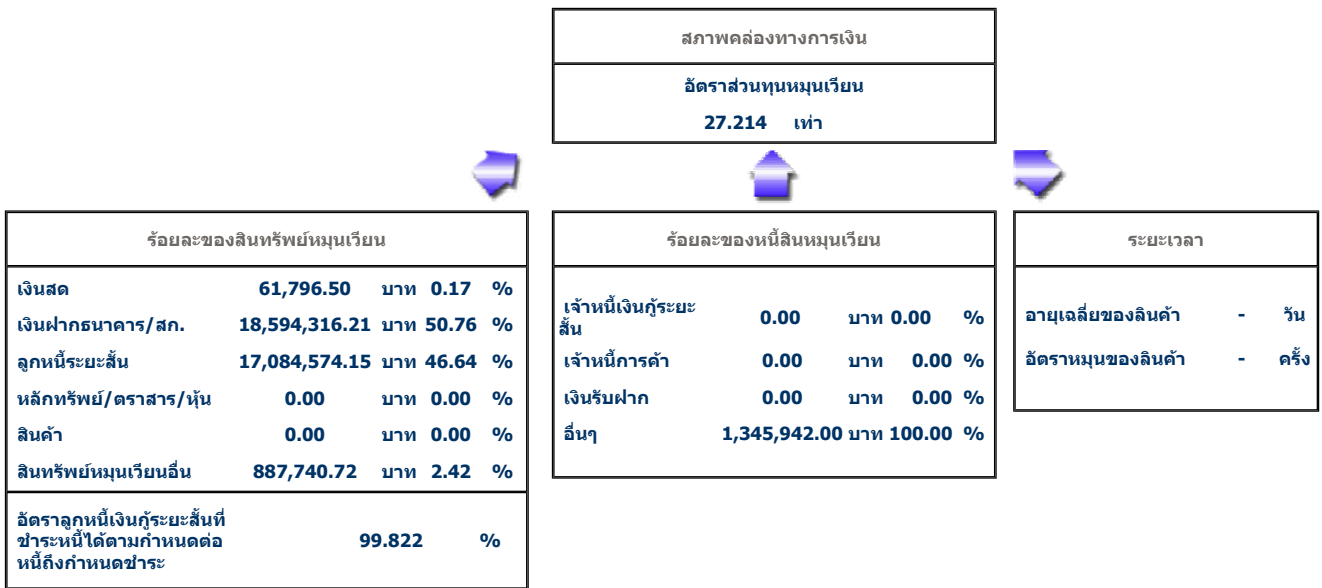 สภาพคล่องทางการเงิน
อัตราส่วนทุนหมุนเวียน
27.214 เท่า
ร้อยละของสินทรัพย์หมุนเวียน
เงินสด 61,796.50 บาท 0.17 %
เงินฝากธนาคาร/สก. 18,594,316.21 บาท 50.76 %
ลูกหนี้ระยะสั้น 17,084,574.15 บาท 46.64 %
หลักทรัพย์/ตราสาร/หุ้น 0.00 บาท 0.00 %
สินค้า 0.00 บาท 0.00 %
สินทรัพย์หมุนเวียนอื่น 887,740.72 บาท 2.42 %
อัตราลูกหนี้เงินกู้ระยะสั้นที่
ชำระหนี้ได้ตามกำหนดต่อ 99.822 %
หนี้ถึงกำหนดชำระ
ร้อยละของหนี้สินหมุนเวียน
เจ้าหนี้เงินกู้ระยะ
สั้น 0.00 บาท 0.00 %
เจ้าหนี้การค้า 0.00 บาท 0.00 %
เงินรับฝาก 0.00 บาท 0.00 %
อื่นๆ 1,345,942.00 บาท 100.00 %
ระยะเวลา
อายุเฉลี่ยของลินค้า - วัน
อัตราหมุนของลินค้า - ครั้ง